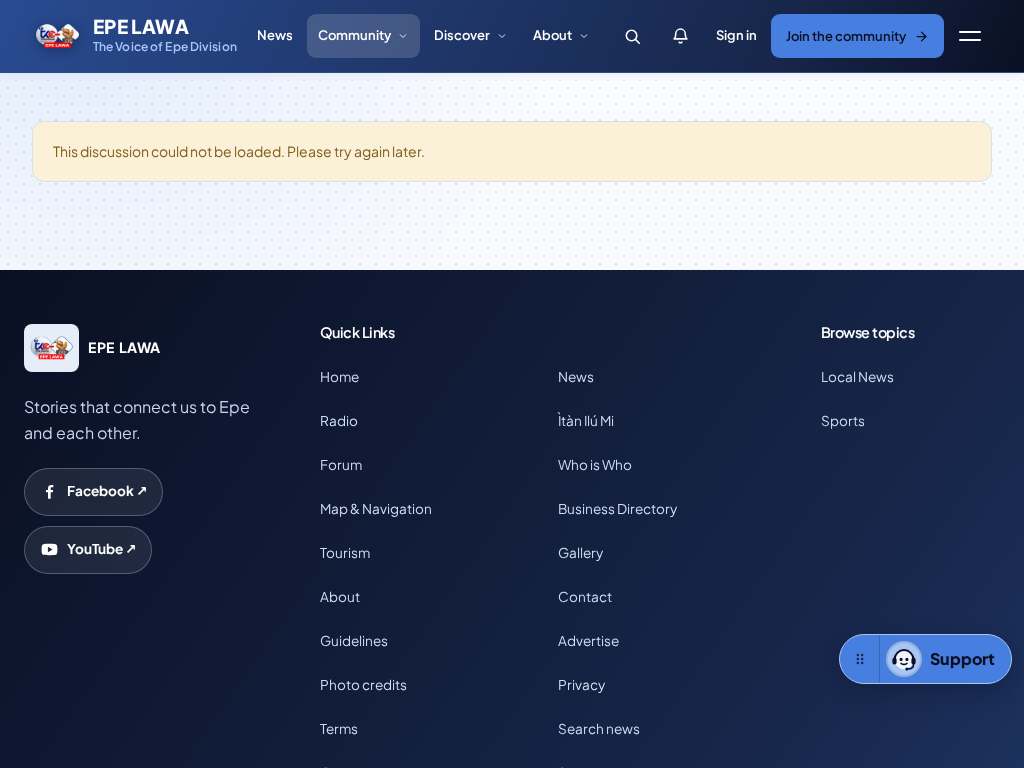 EPE LAWA
The Voice of Epe Division
News
Community
Discover
About
Sign in
Join the community
This discussion could not be loaded. Please try again later.
EPE LAWA
EPE LAWA
Stories that connect us to Epe
and each other.
Facebook ↗
YouTube ↗
Quick Links
Home
News
Radio
Ìtàn Ilú Mi
Forum
Who is Who
Map & Navigation
Business Directory
Tourism
Gallery
About
Contact
Guidelines
Advertise
Photo credits
Privacy
Terms
Search news
Browse topics
Local News
Sports
Support